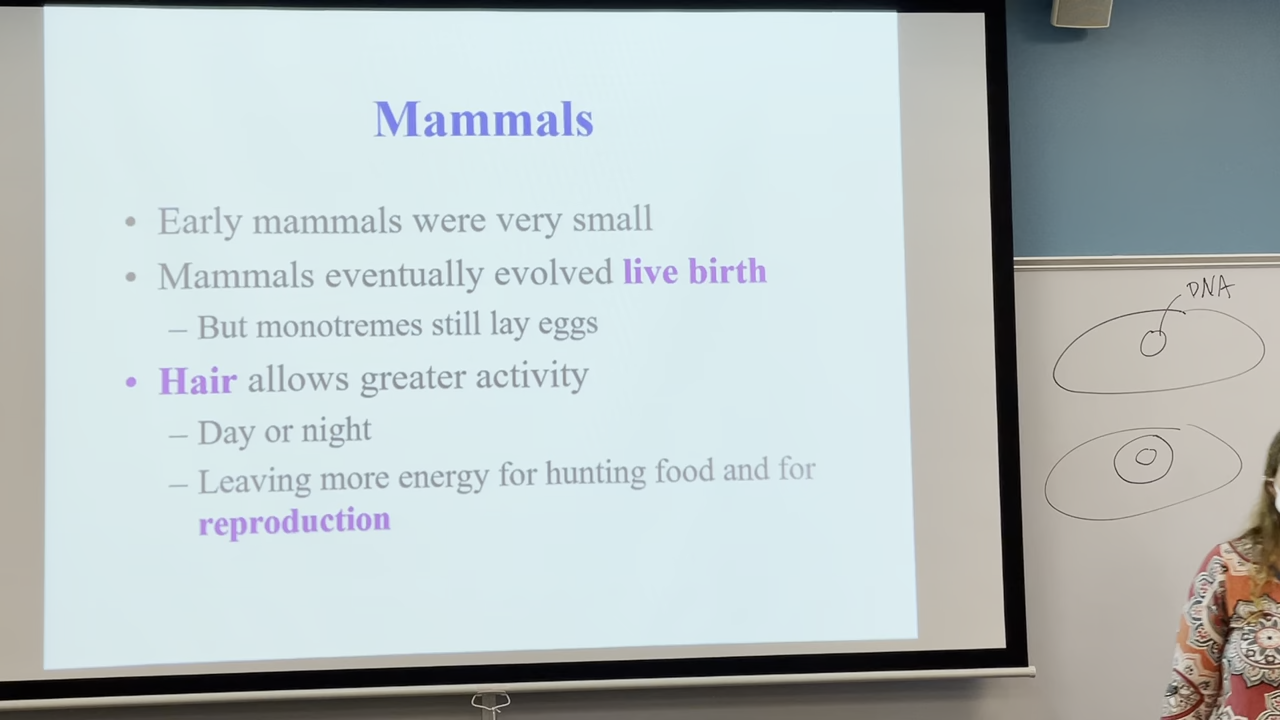 Mammals
• Early mammals were very small
• Mammals eventually evolved live birth
– But monotremes still lay eggs
• Hair allows greater activity
– Day or night
– Leaving more energy for hunting food and for
reproduction
DNA